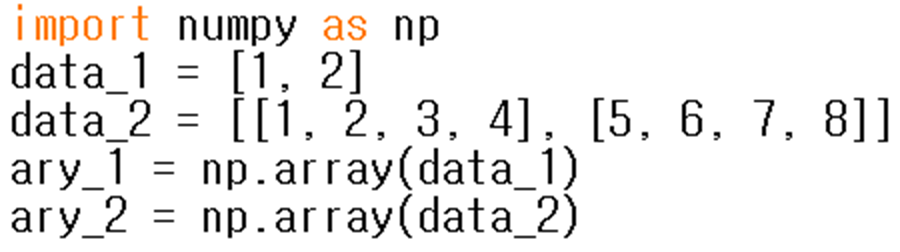 import numpy as np
data_1 = [1, 2]
data_2 = [[1, 2, 3, 4], [5, 6, 7, 8]]
ary_1 = np.array(data_1)
ary_2 = np.array(data_2)